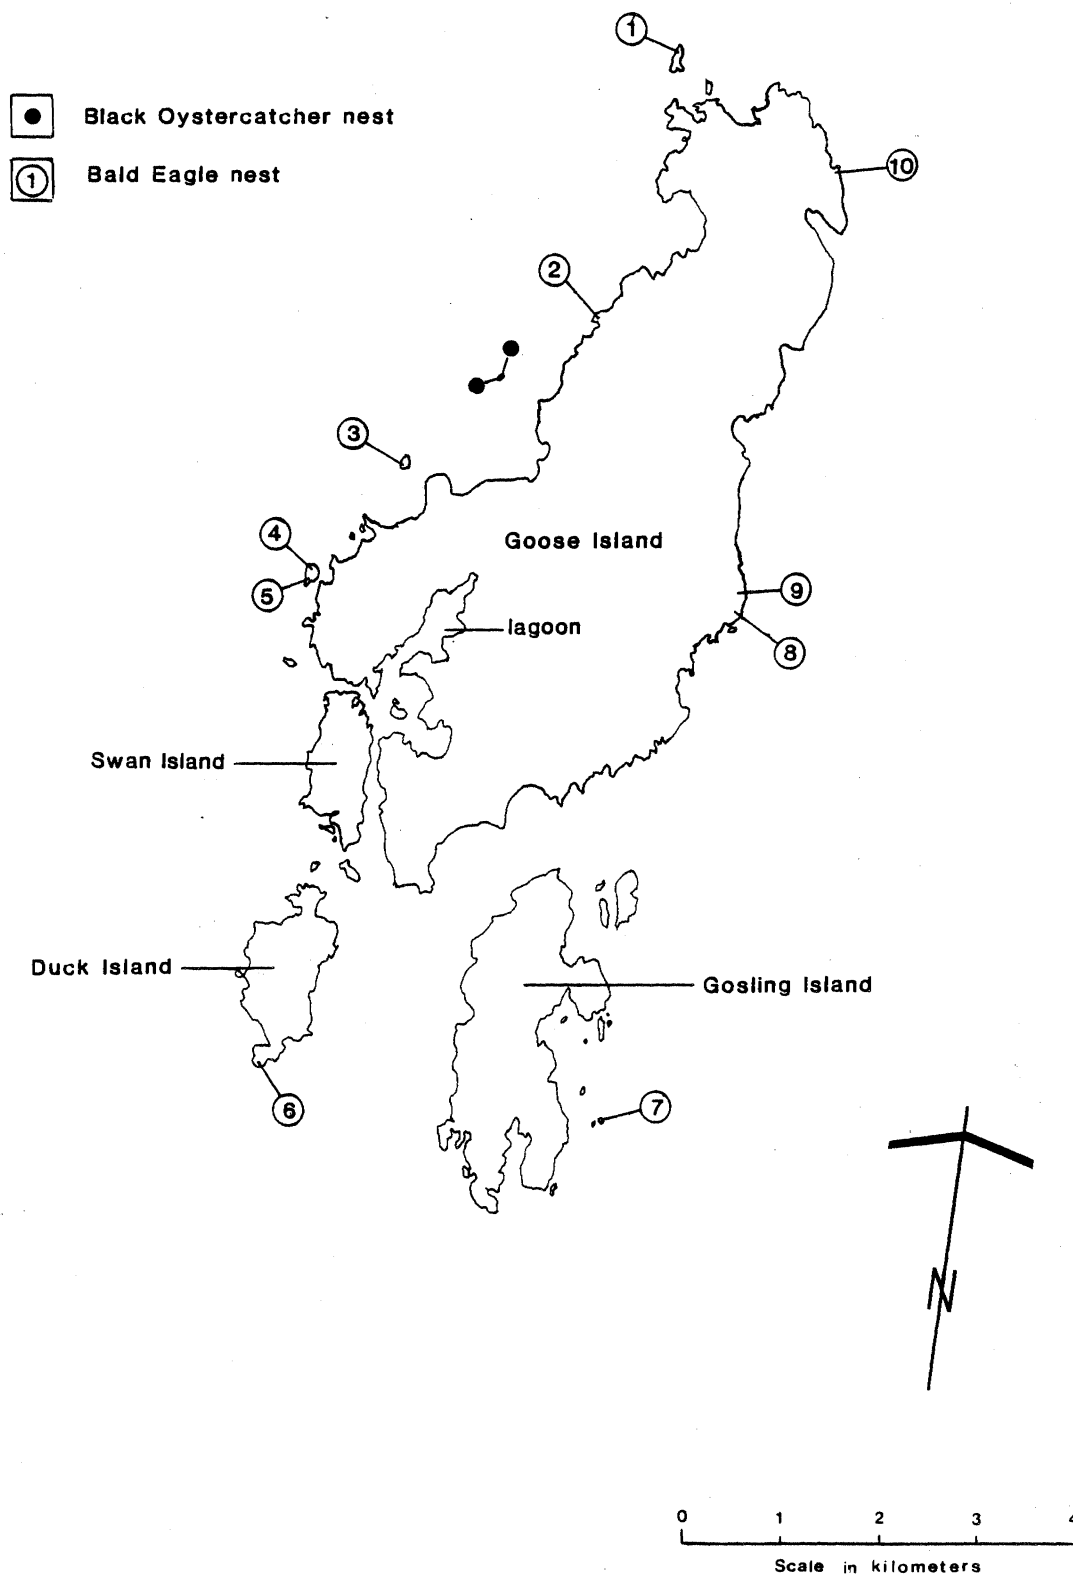 1
Black Oystercatcher nest
1 Bald Eagle nest
10
2
3
4
Goose Island
5
9
lagoon
8
Swan Island
Duck Island
Gosling Island
6
7
N
0 1 2 3 4
Scale in kilometers